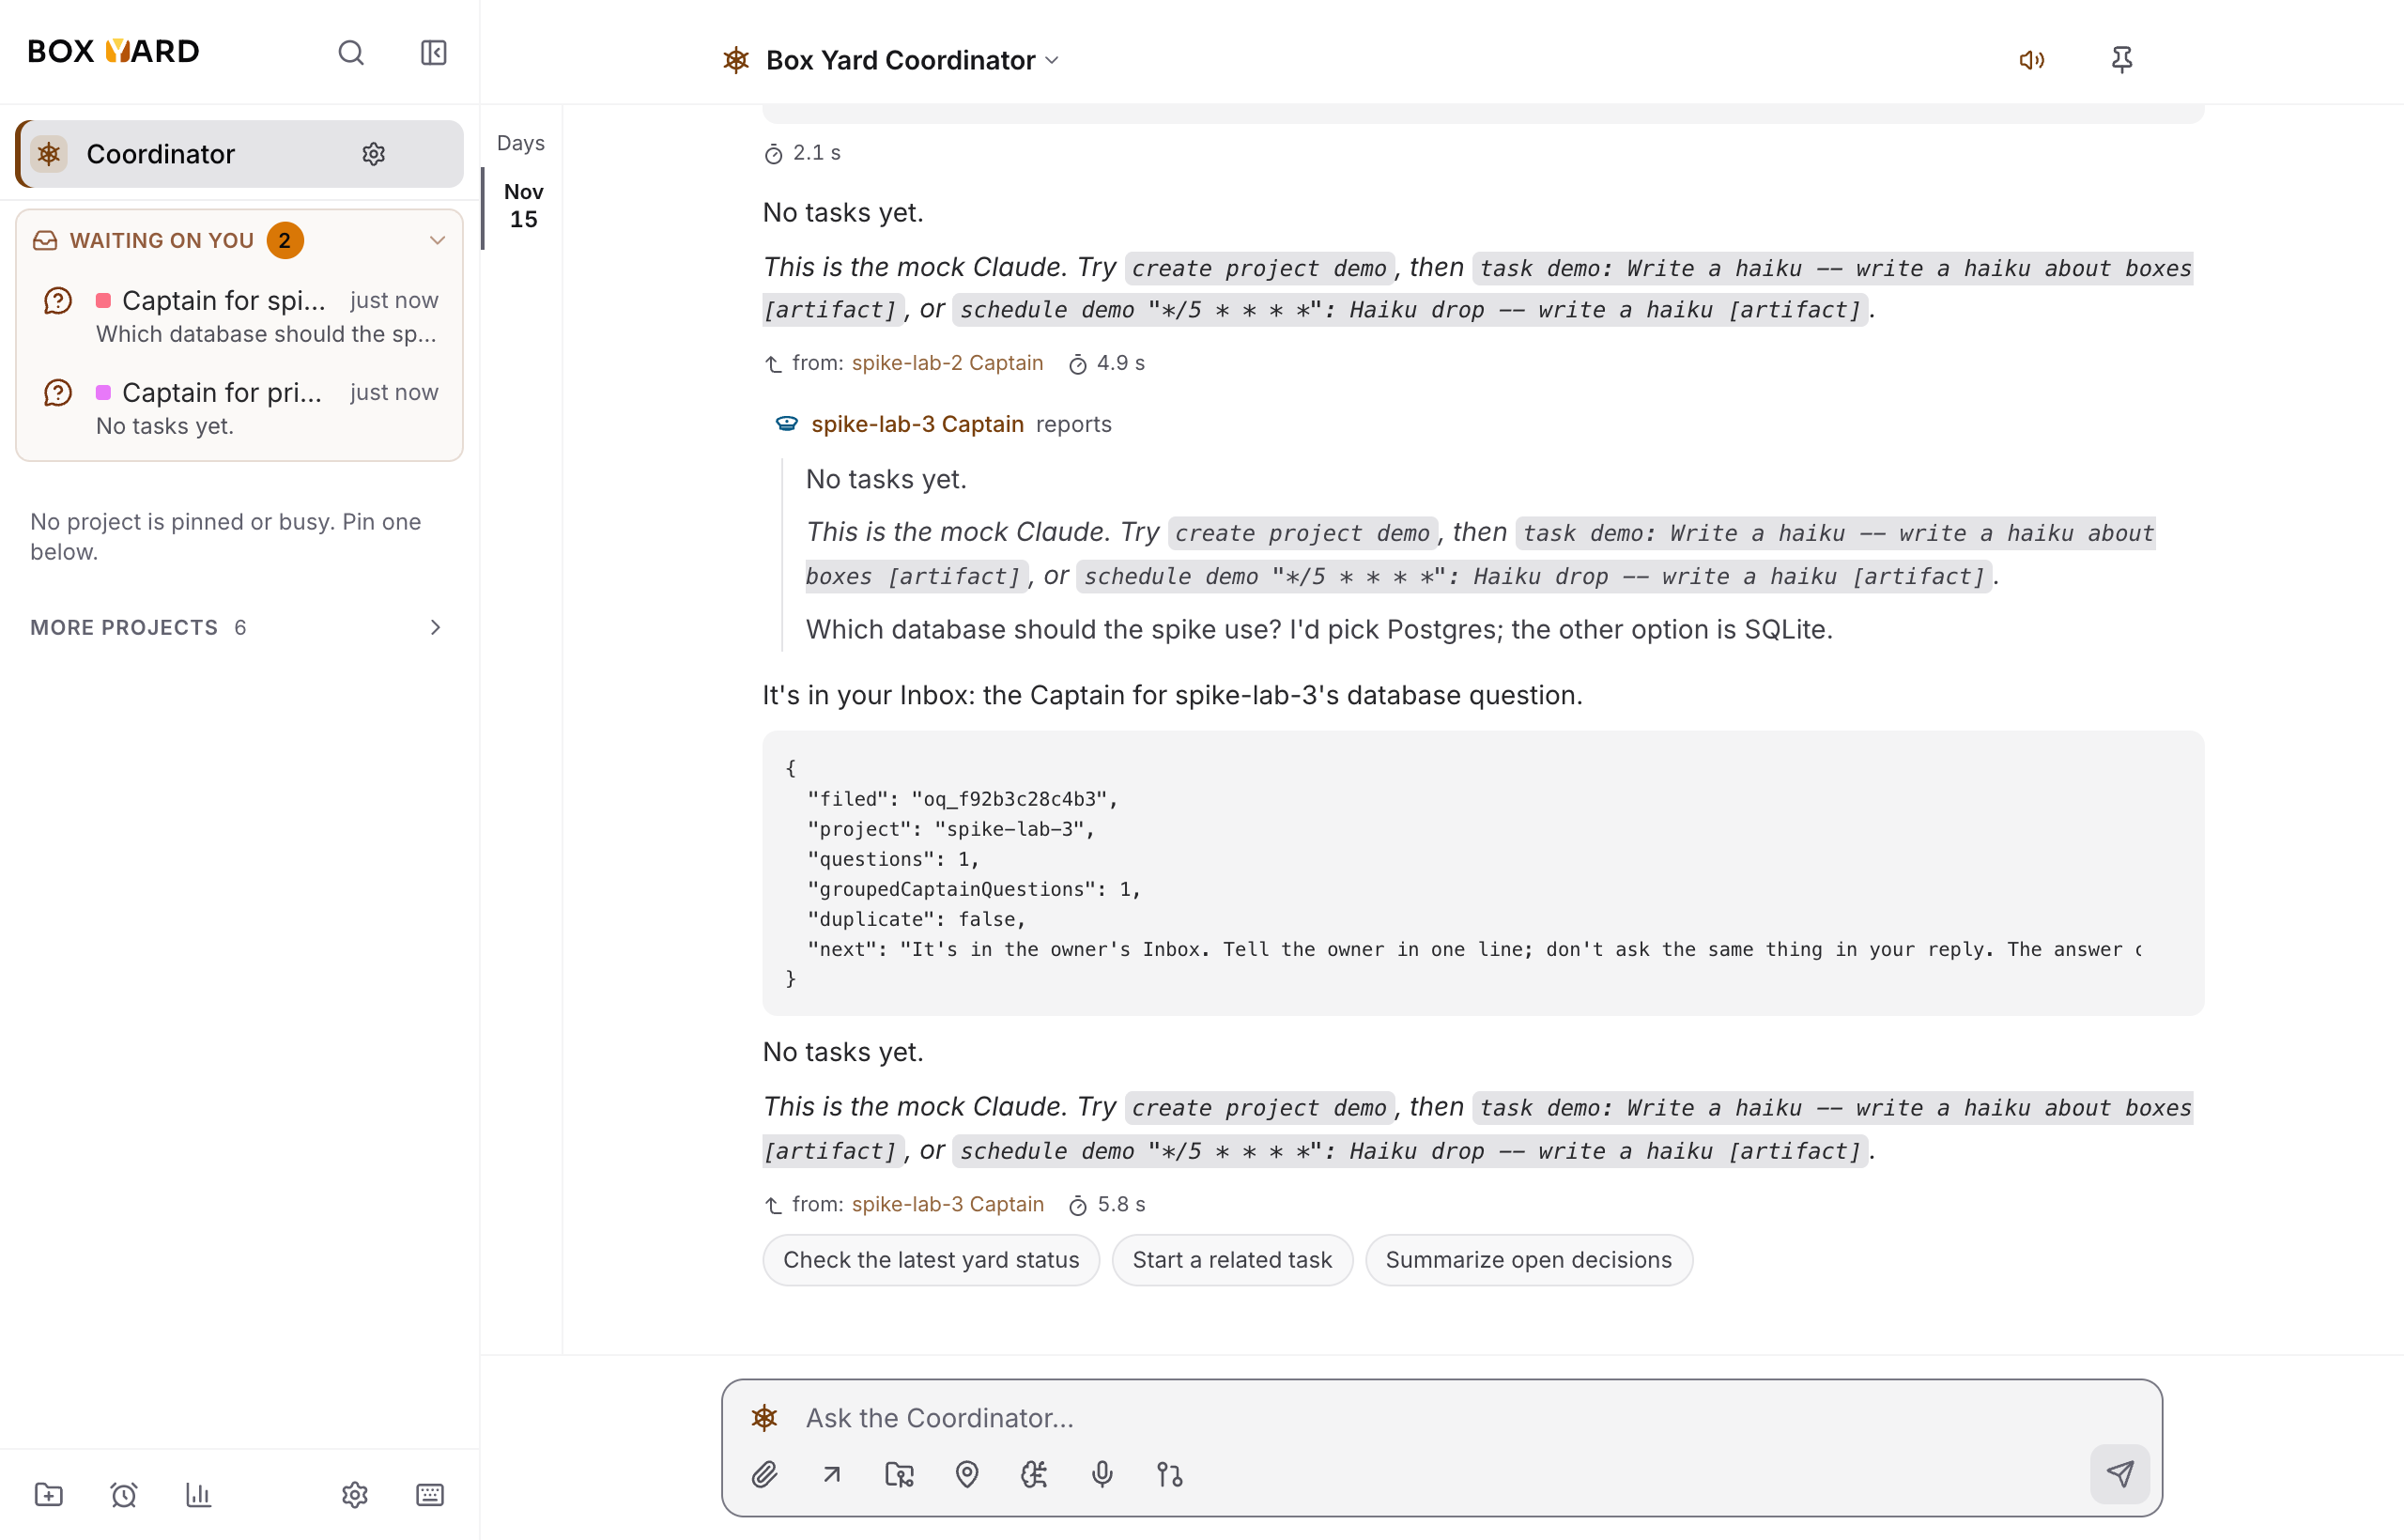 BOX YARD
Coordinator
WAITING ON YOU 2
Captain for spi... just now
Which database should the sp...
Captain for pri... just now
No tasks yet.
No project is pinned or busy. Pin one
below.
MORE PROJECTS 6
Days
Nov
15
Box Yard Coordinator
2.1 s
No tasks yet.
This is the mock Claude. Try create project demo, then task demo: Write a haiku -- write a haiku about boxes
[artifact], or schedule demo "*/5 * * * *": Haiku drop -- write a haiku [artifact].
from: spike-lab-2 Captain 4.9 s
spike-lab-3 Captain reports
No tasks yet.
This is the mock Claude. Try create project demo, then task demo: Write a haiku -- write a haiku about
boxes [artifact], or schedule demo "*/5 * * * *": Haiku drop -- write a haiku [artifact].
Which database should the spike use? I'd pick Postgres; the other option is SQLite.
It's in your Inbox: the Captain for spike-lab-3's database question.
{
"filed": "oq_f92b3c28c4b3",
"project": "spike-lab-3",
"questions": 1,
"groupedCaptainQuestions": 1,
"duplicate": false,
"next": "It's in the owner's Inbox. Tell the owner in one line; don't ask the same thing in your reply. The answer
}
No tasks yet.
This is the mock Claude. Try create project demo, then task demo: Write a haiku -- write a haiku about boxes
[artifact], or schedule demo "*/5 * * * *": Haiku drop -- write a haiku [artifact].
from: spike-lab-3 Captain 5.8 s
Check the latest yard status
Start a related task
Summarize open decisions
Ask the Coordinator...